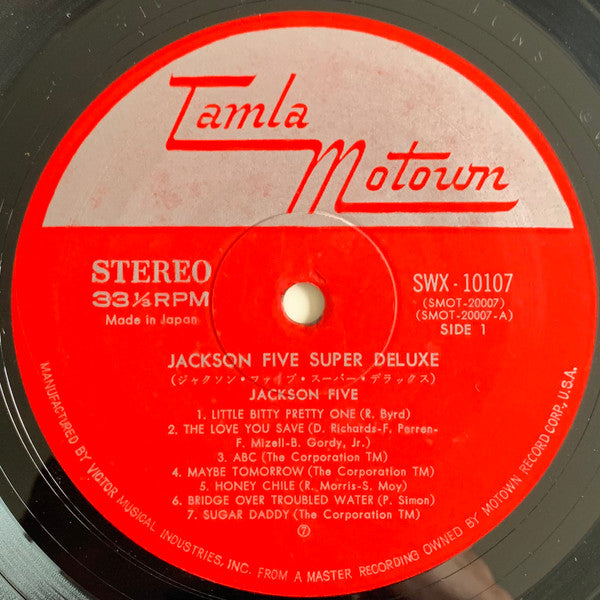 Tamla
Motown
STEREO
33 ⅓ RPM
Made in Japan
SWX - 10107
(SMOT-20007)
(SMOT-20007-A)
SIDE 1
JACKSON FIVE SUPER DELUXE
(ジャクソン・ファイブ・スーパー・デラックス)
JACKSON FIVE
1. LITTLE BITTY PRETTY ONE (R. Byrd)
2. THE LOVE YOU SAVE (D. Richards-F. Perren-
F. Mizell-B. Gordy, Jr.)
3. ABC (The Corporation TM)
4. MAYBE TOMORROW (The Corporation TM)
5. HONEY CHILE (R. Morris-S. Moy)
6. BRIDGE OVER TROUBLED WATER (P. Simon)
7. SUGAR DADDY (The Corporation TM)
⑦
MANUFACTURED BY VICTOR MUSICAL INDUSTRIES, INC. FROM A MASTER RECORDING OWNED BY MOTOWN RECORD CORP., U.S.A.